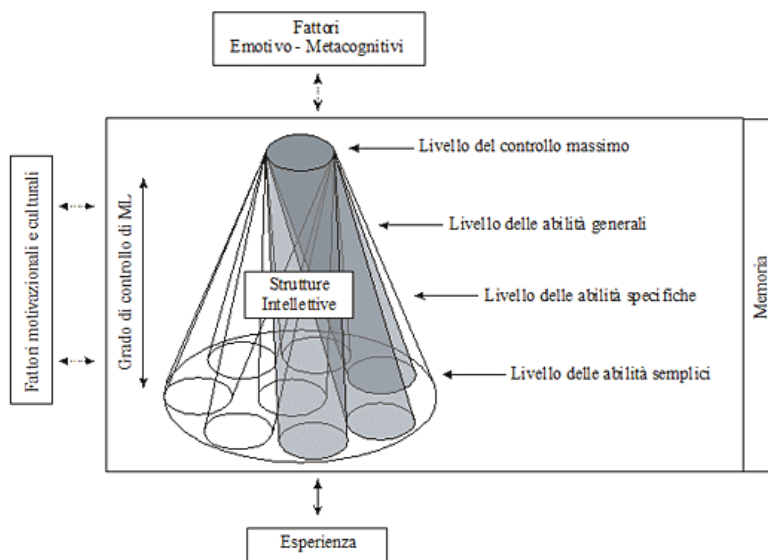 Fattori
Emotivo - Metacognitivi
Livello del controllo massimo
Livello delle abilità generali
Strutture
Intellettive
Livello delle abilità specifiche
Livello delle abilità semplici
Grado di controllo di ML
Fattori motivazionali e culturali
Memoria
Esperienza